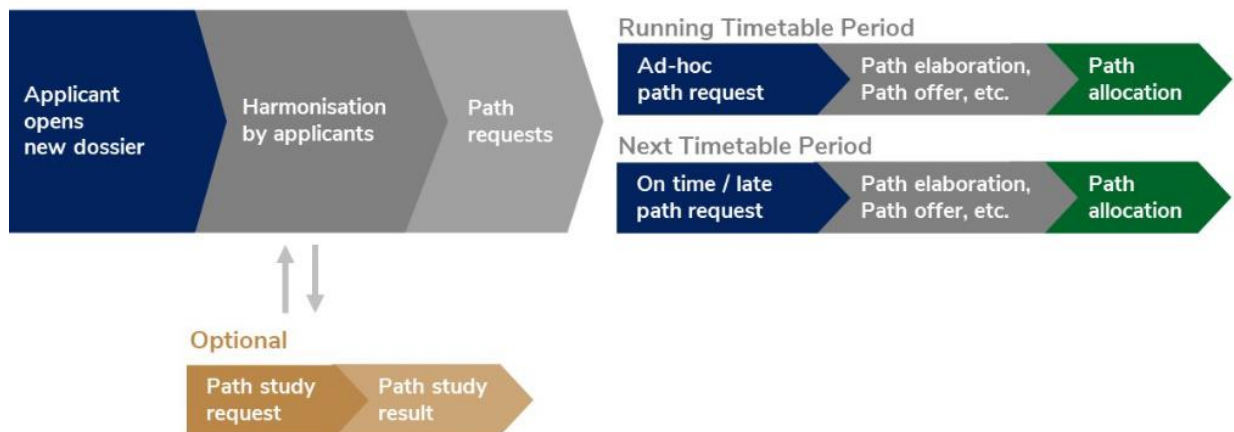 Applicant
opens
new dossier
Harmonisation
by applicants
Path
requests
Running Timetable Period
Ad-hoc
path request
Path elaboration,
Path offer, etc.
Path
allocation
Next Timetable Period
On time / late
path request
Path elaboration,
Path offer, etc.
Path
allocation
Optional
Path study
request
Path study
result